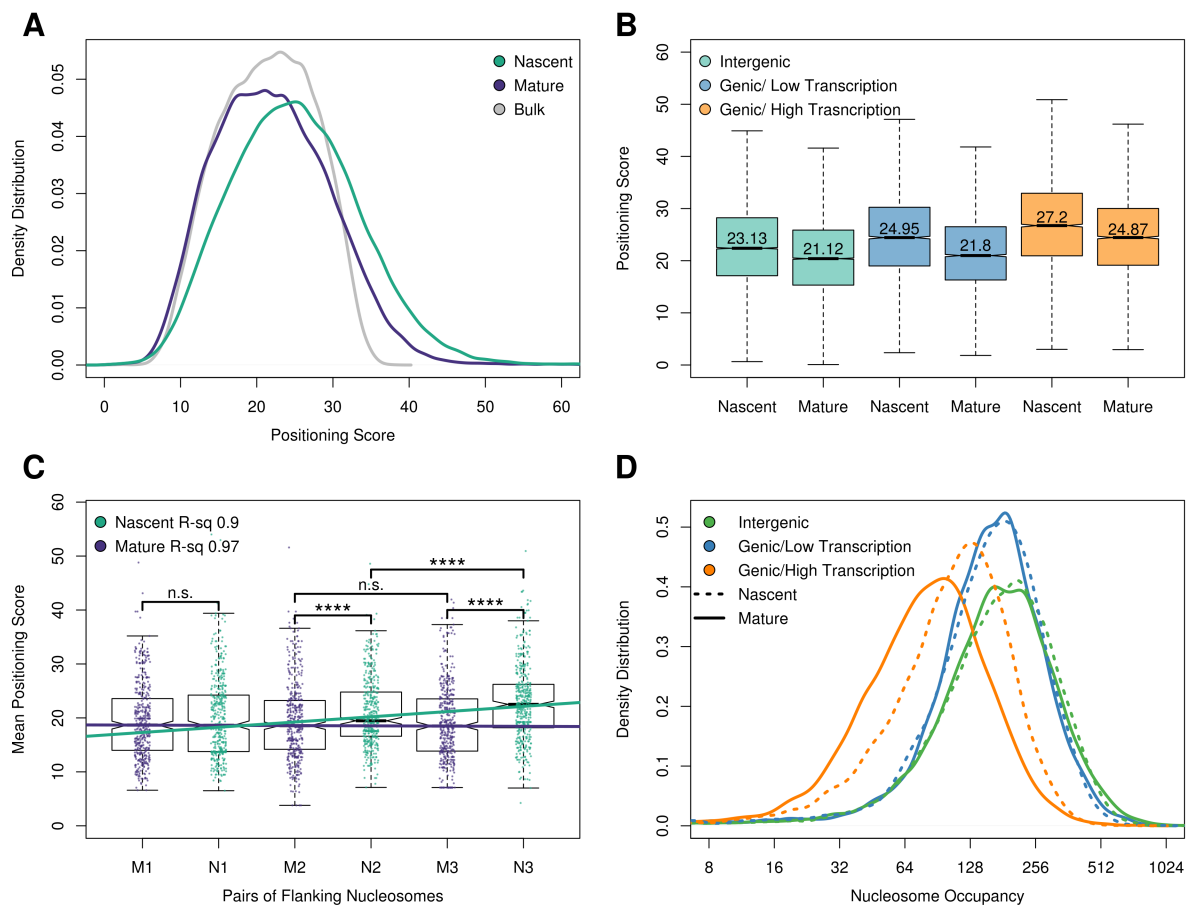 A
Nascent
Mature
Bulk
Density Distribution
0.00
0.01
0.02
0.03
0.04
0.05
0
10
20
30
40
50
60
Positioning Score
B
Intergenic
Genic/ Low Transcription
Genic/ High Trasncription
Positioning Score
0
10
20
30
40
50
60
23.13
21.12
24.95
21.8
27.2
24.87
Nascent
Mature
Nascent
Mature
Nascent
Mature
C
Nascent R-sq 0.9
Mature R-sq 0.97
Mean Positioning Score
0
10
20
30
40
50
60
n.s.
****
n.s.
****
****
M1
N1
M2
N2
M3
N3
Pairs of Flanking Nucleosomes
D
Intergenic
Genic/Low Transcription
Genic/High Transcription
Nascent
Mature
Density Distribution
0.0
0.1
0.2
0.3
0.4
0.5
8
16
32
64
128
256
512
1024
Nucleosome Occupancy